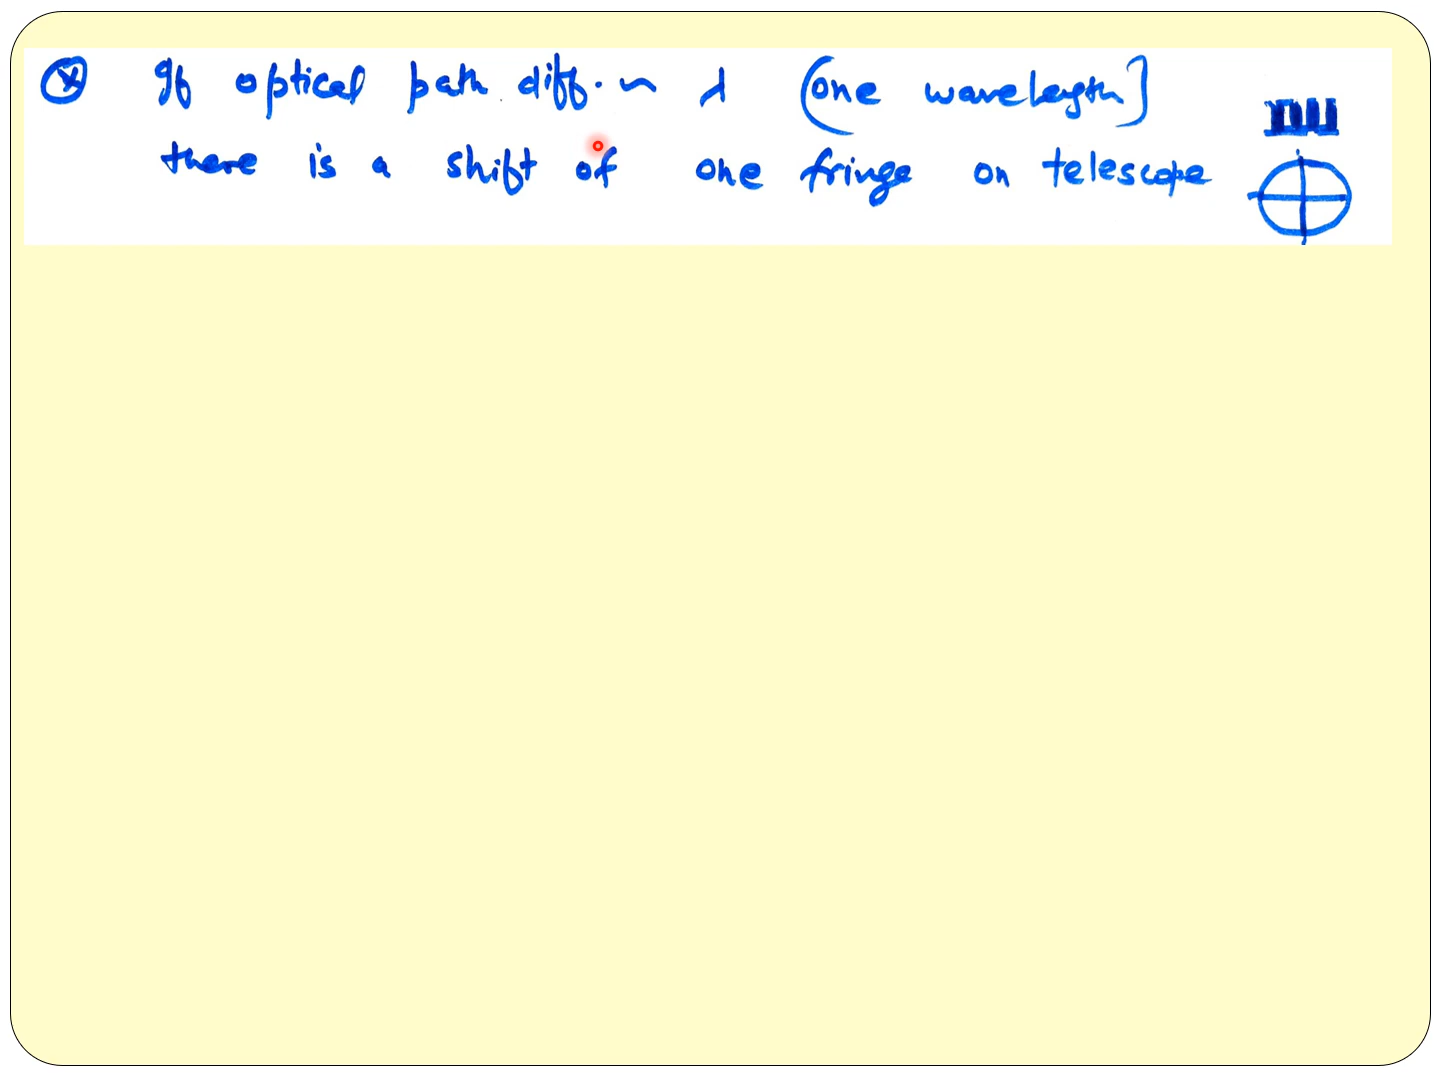 If optical path diff. ~ λ (one wavelength]
there is a shift of one fringe on telescope